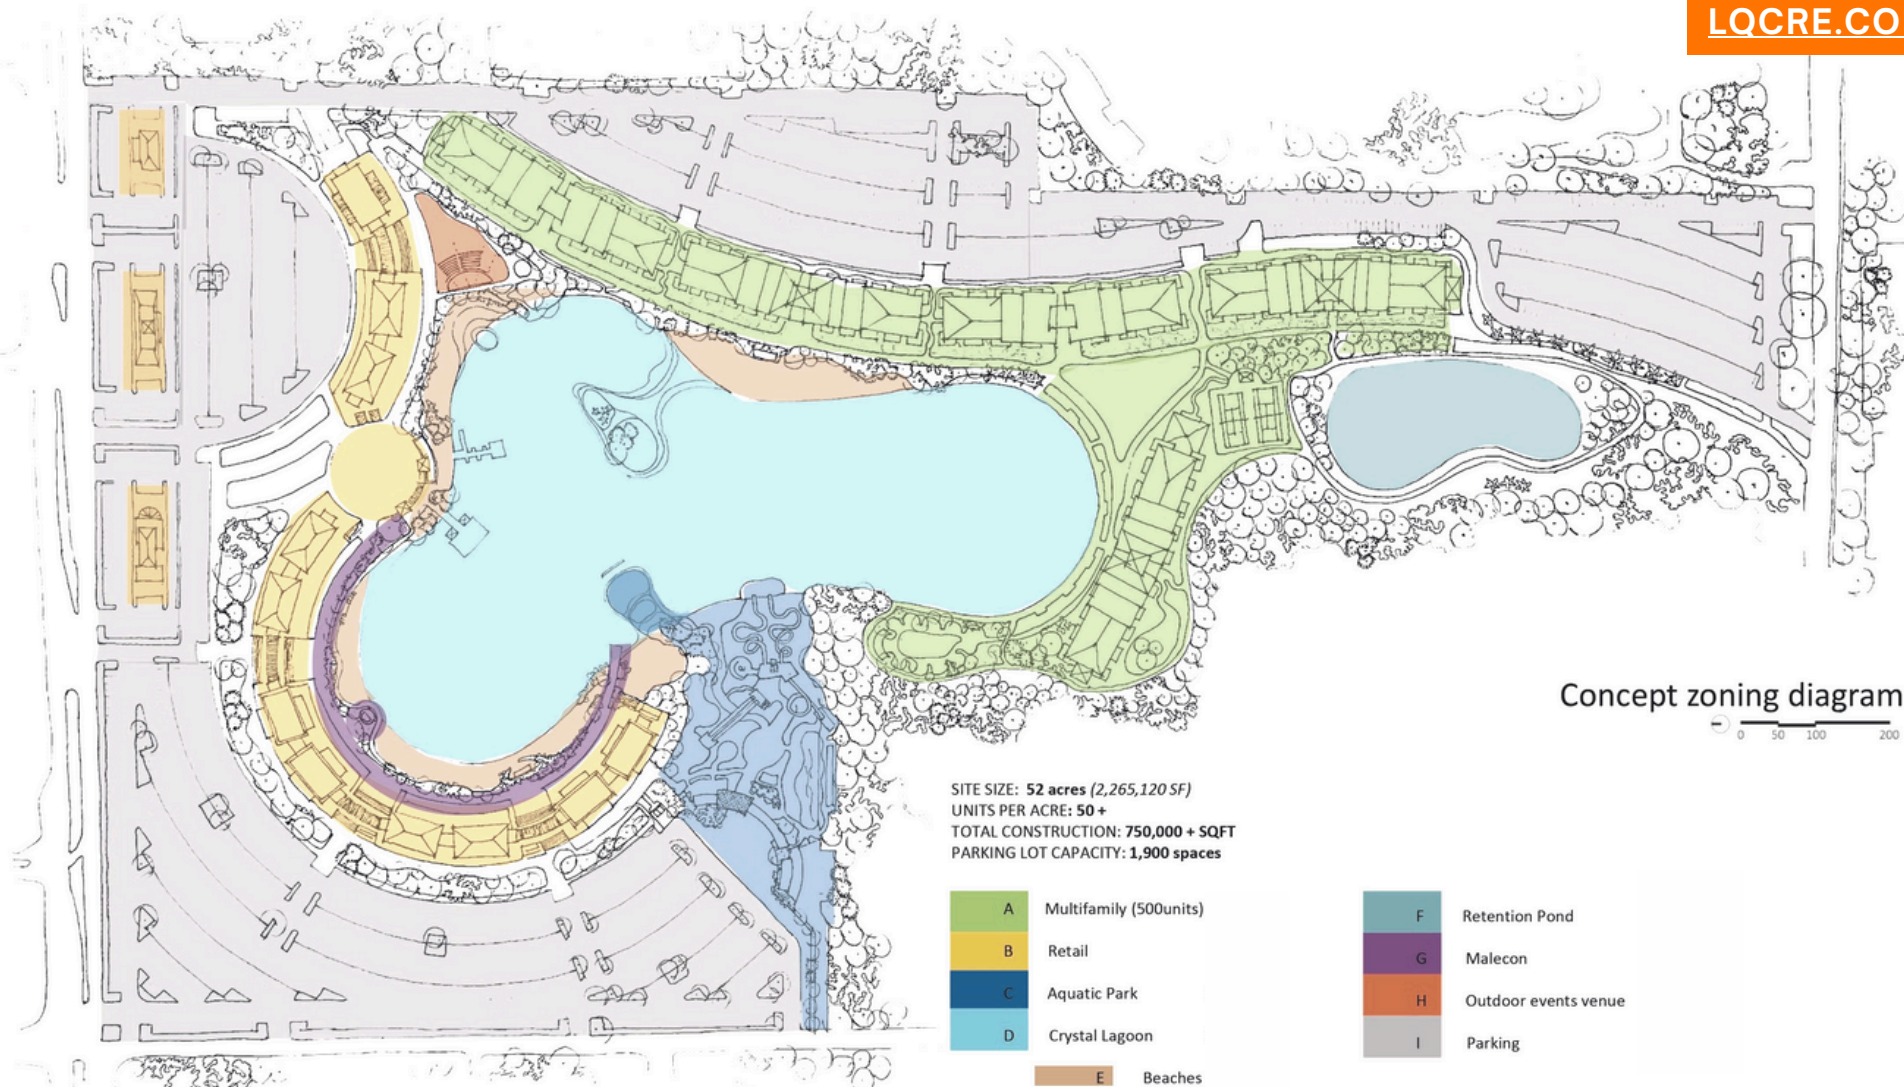 LQCRE.CO
Concept zoning diagram
0 50 100 200
SITE SIZE: 52 acres (2,265,120 SF)
UNITS PER ACRE: 50 +
TOTAL CONSTRUCTION: 750,000 + SQFT
PARKING LOT CAPACITY: 1,900 spaces
A Multifamily (500units)
B Retail
C Aquatic Park
D Crystal Lagoon
E Beaches
F Retention Pond
G Malecon
H Outdoor events venue
I Parking